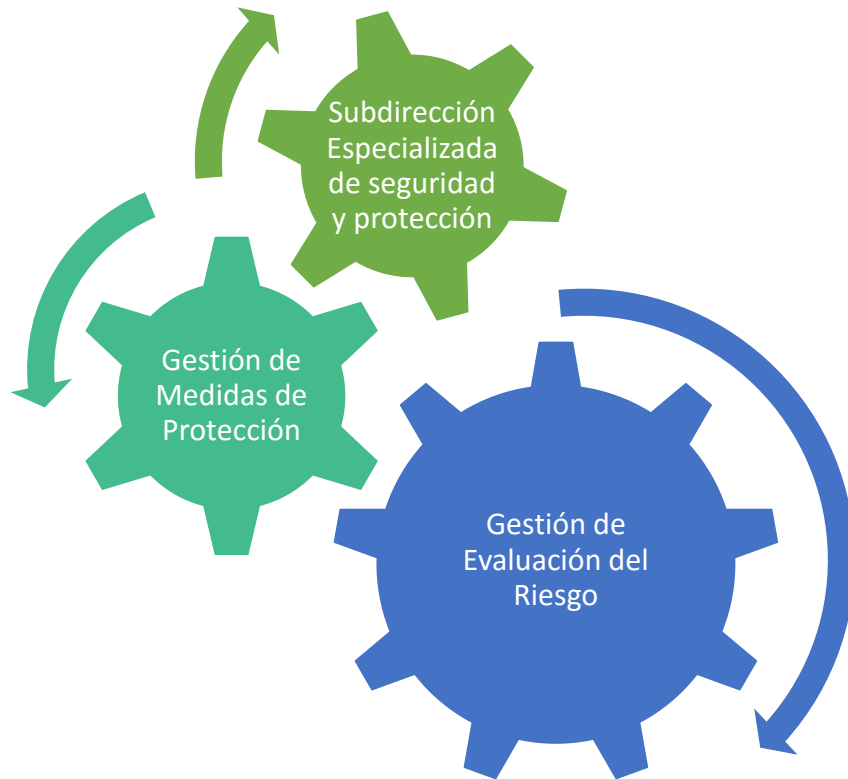 Subdirección
Especializada
de seguridad
y protección
Gestión de
Medidas de
Protección
Gestión de
Evaluación del
Riesgo